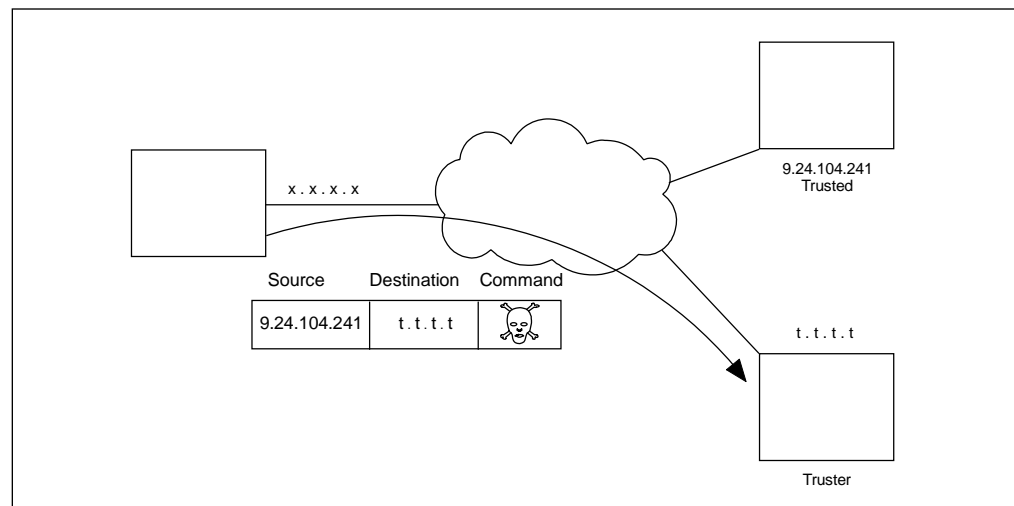 9.24.104.241
Trusted
x . x . x . x
Source Destination Command
9.24.104.241 t . t . t . t
t . t . t . t
Truster